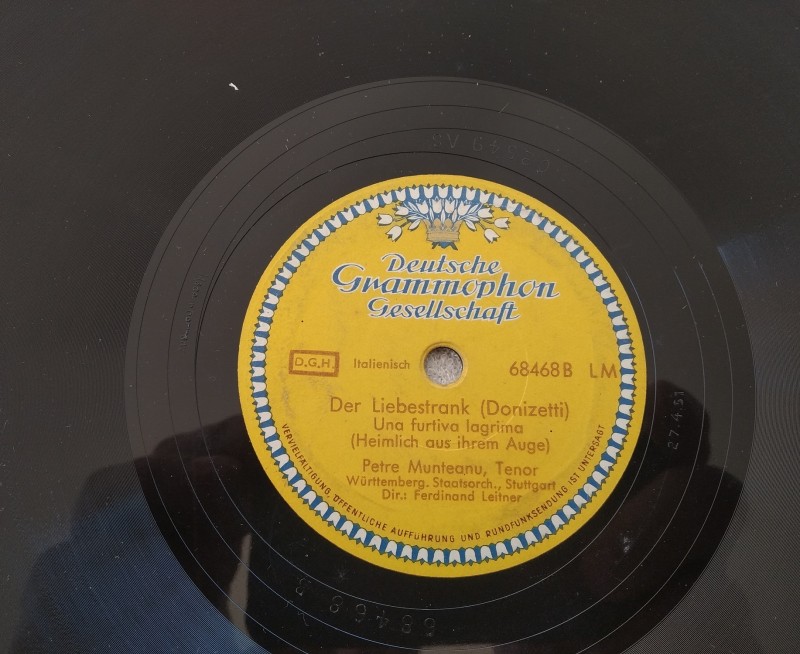 Deutsche
Grammophon
Gesellschaft
D.G.H. Italienisch 68468 B LM
Der Liebestrank (Donizetti)
Una furtiva lagrima
(Heimlich aus ihrem Auge)
Petre Munteanu, Tenor
Württemberg. Staatsorch., Stuttgart
Dir.: Ferdinand Leitner
VERVIELFÄLTIGUNG, ÖFFENTLICHE AUFFÜHRUNG UND RUNDFUNKSENDUNG IST UNTERSAGT
27.4.51
68468